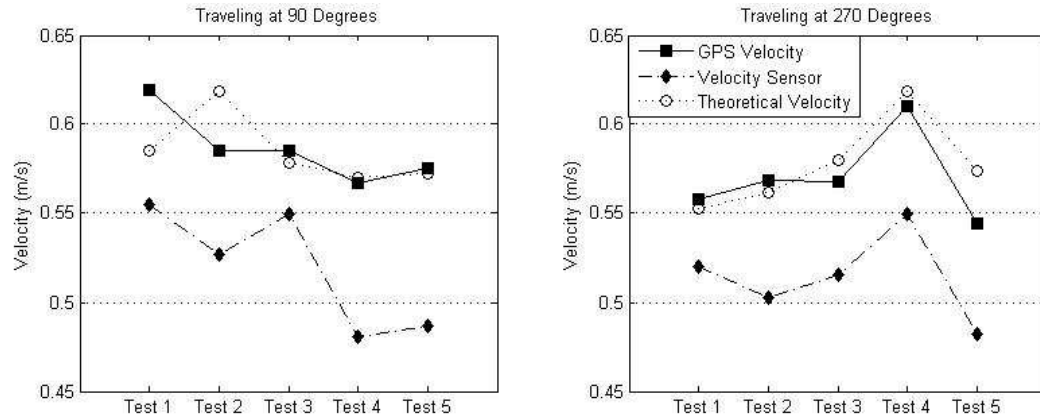 Traveling at 90 Degrees
0.65
0.6
0.55
0.5
0.45
Velocity (m/s)
Test 1 Test 2 Test 3 Test 4 Test 5
Traveling at 270 Degrees
0.65
0.6
0.55
0.5
0.45
Velocity (m/s)
GPS Velocity
Velocity Sensor
Theoretical Velocity
Test 1 Test 2 Test 3 Test 4 Test 5